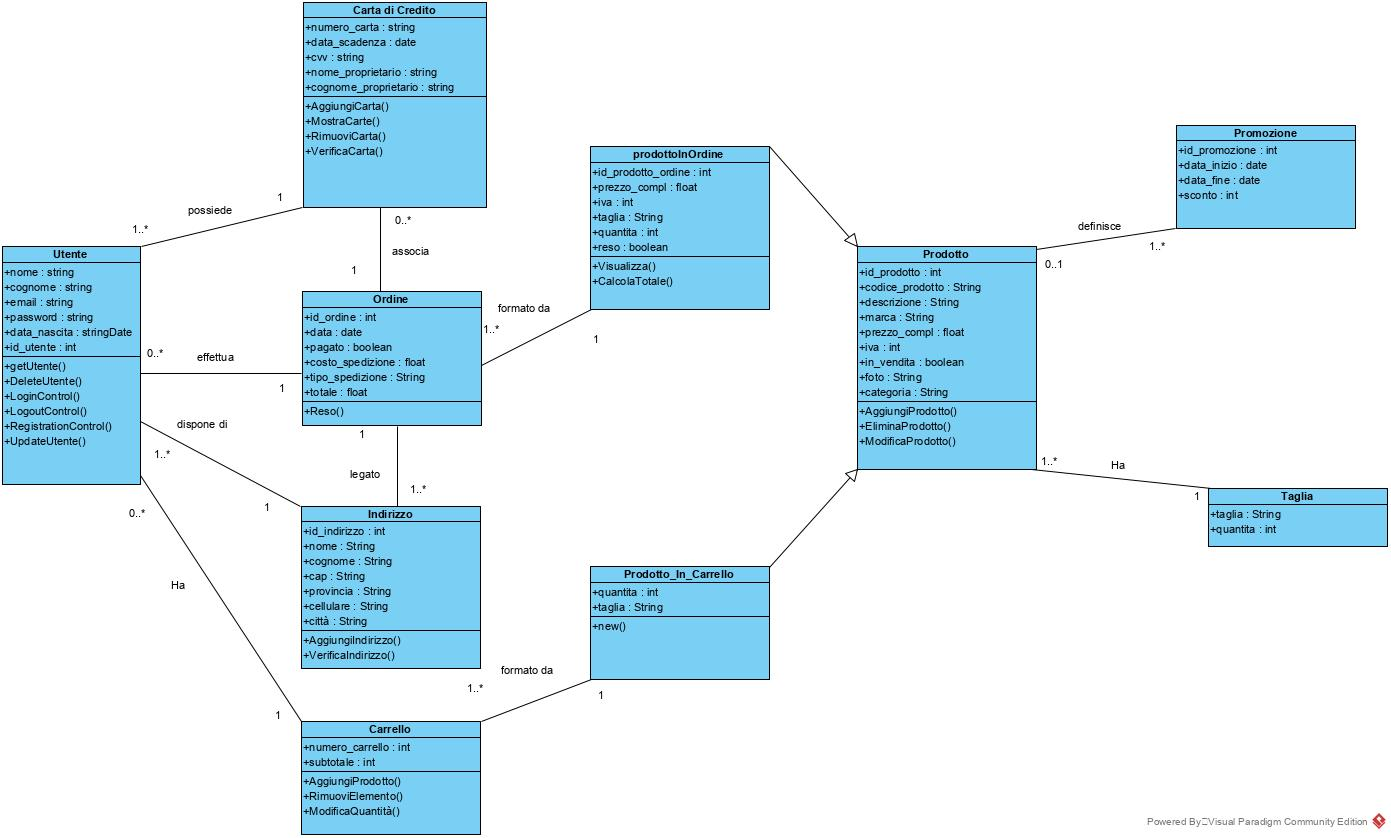 Carta di Credito
+numero_carta : string
+data_scadenza : date
+cvv : string
+nome_proprietario : string
+cognome_proprietario : string
+AggiungiCarta()
+MostraCarte()
+RimuoviCarta()
+VerificaCarta()
Promozione
+id_promozione : int
+data_inizio : date
+data_fine : date
+sconto : int
prodottoInOrdine
+id_prodotto_ordine : int
+prezzo_compl : float
+iva : int
+taglia : String
+quantita : int
+reso : boolean
+Visualizza()
+CalcolaTotale()
1
possiede
1..*
0..*
associa
1
definisce
0..1
1..*
Utente
+nome : string
+cognome : string
+email : string
+password : string
+data_nascita : stringDate
+id_utente : int
+getUtente()
+DeleteUtente()
+LoginControl()
+LogoutControl()
+RegistrationControl()
+UpdateUtente()
Prodotto
+id_prodotto : int
+codice_prodotto : String
+descrizione : String
+marca : String
+prezzo_compl : float
+iva : int
+in_vendita : boolean
+foto : String
+categoria : String
+AggiungiProdotto()
+EliminaProdotto()
+ModificaProdotto()
Ordine
+id_ordine : int
+data : date
+pagato : boolean
+costo_spedizione : float
+tipo_spedizione : String
+totale : float
+Reso()
formato da
1..*
1
0..*
effettua
1
dispone di
1..*
1
1
legato
1..*
1..*
Ha
1
Taglia
+taglia : String
+quantita : int
Indirizzo
+id_indirizzo : int
+nome : String
+cognome : String
+cap : String
+provincia : String
+cellulare : String
+città : String
+AggiungiIndirizzo()
+VerificaIndirizzo()
0..*
Ha
1
Prodotto_In_Carrello
+quantita : int
+taglia : String
+new()
formato da
1..*
1
Carrello
+numero_carrello : int
+subtotale : int
+AggiungiProdotto()
+RimuoviElemento()
+ModificaQuantità()
Powered By Visual Paradigm Community Edition